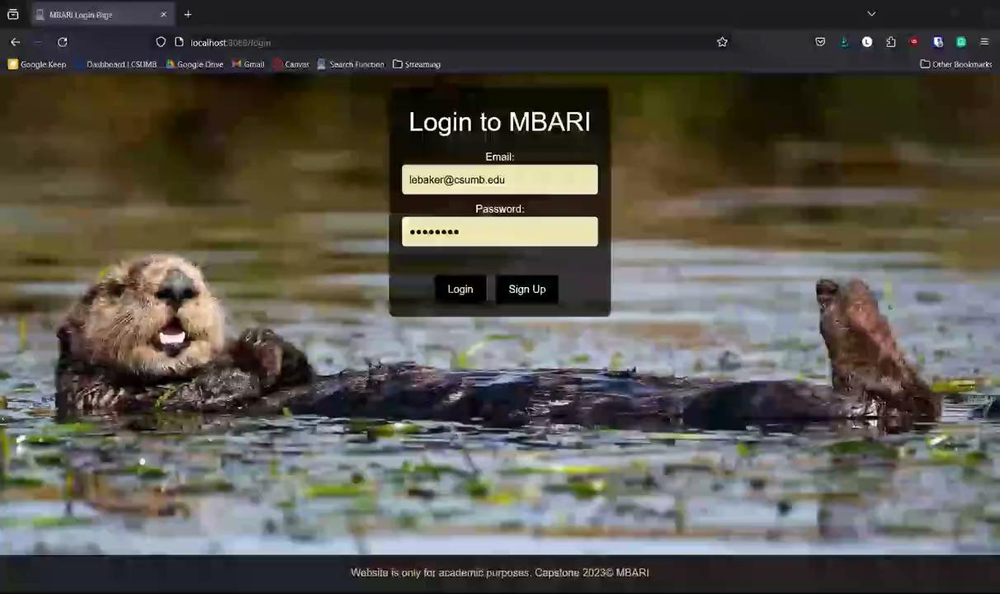 MBARI Login Page
localhost:8080/login
Google Keep Dashboard | CSUMB Google Drive Gmail Canvas Search Function Streaming Other Bookmarks
Login to MBARI
Email:
lebaker@csumb.edu
Password:
••••••••
Login Sign Up
Website is only for academic purposes. Capstone 2023© MBARI